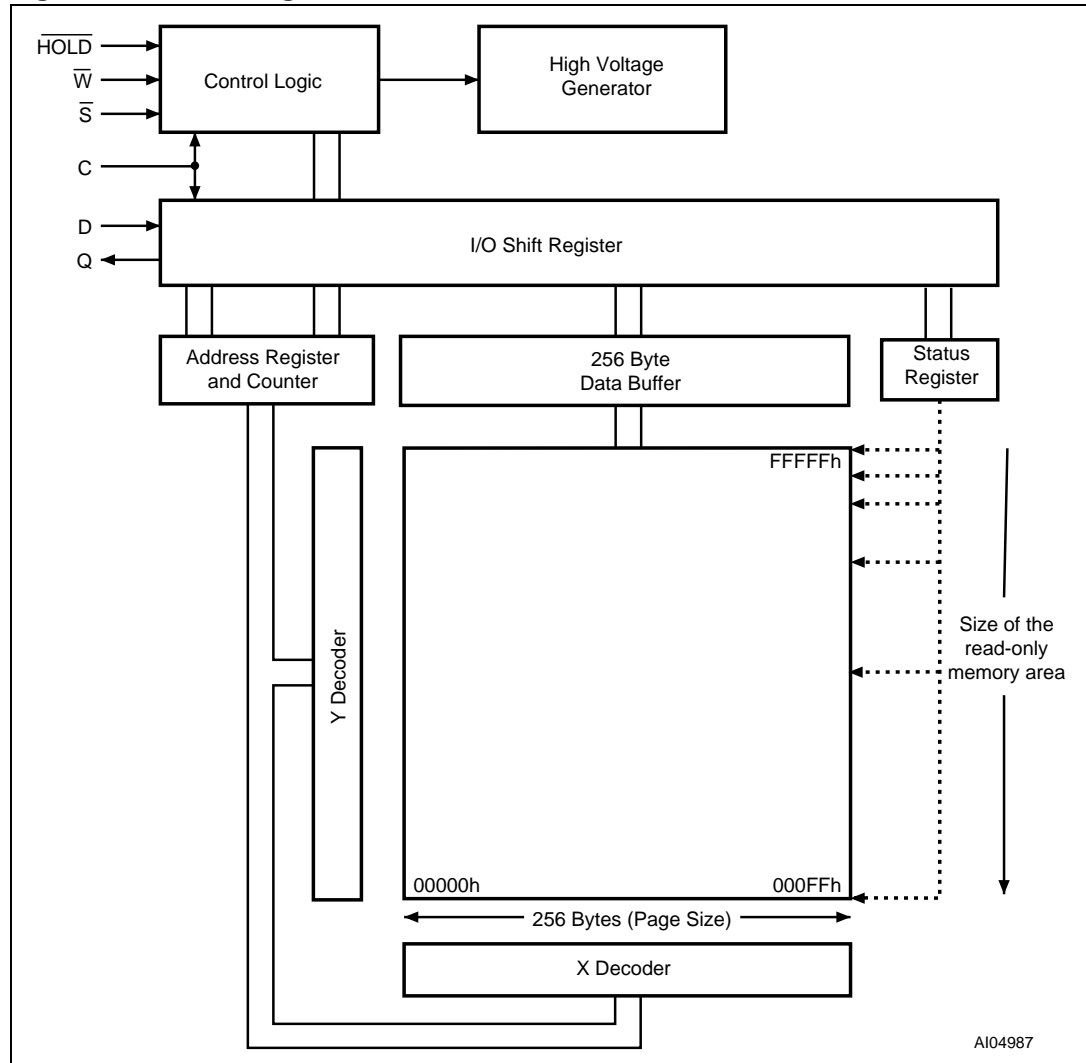 HOLD
W
S
C
D
Q
Control Logic
High Voltage
Generator
I/O Shift Register
Address Register
and Counter
256 Byte
Data Buffer
Status
Register
FFFFFh
Y Decoder
Size of the
read-only
memory area
00000h
000FFh
256 Bytes (Page Size)
X Decoder
AI04987